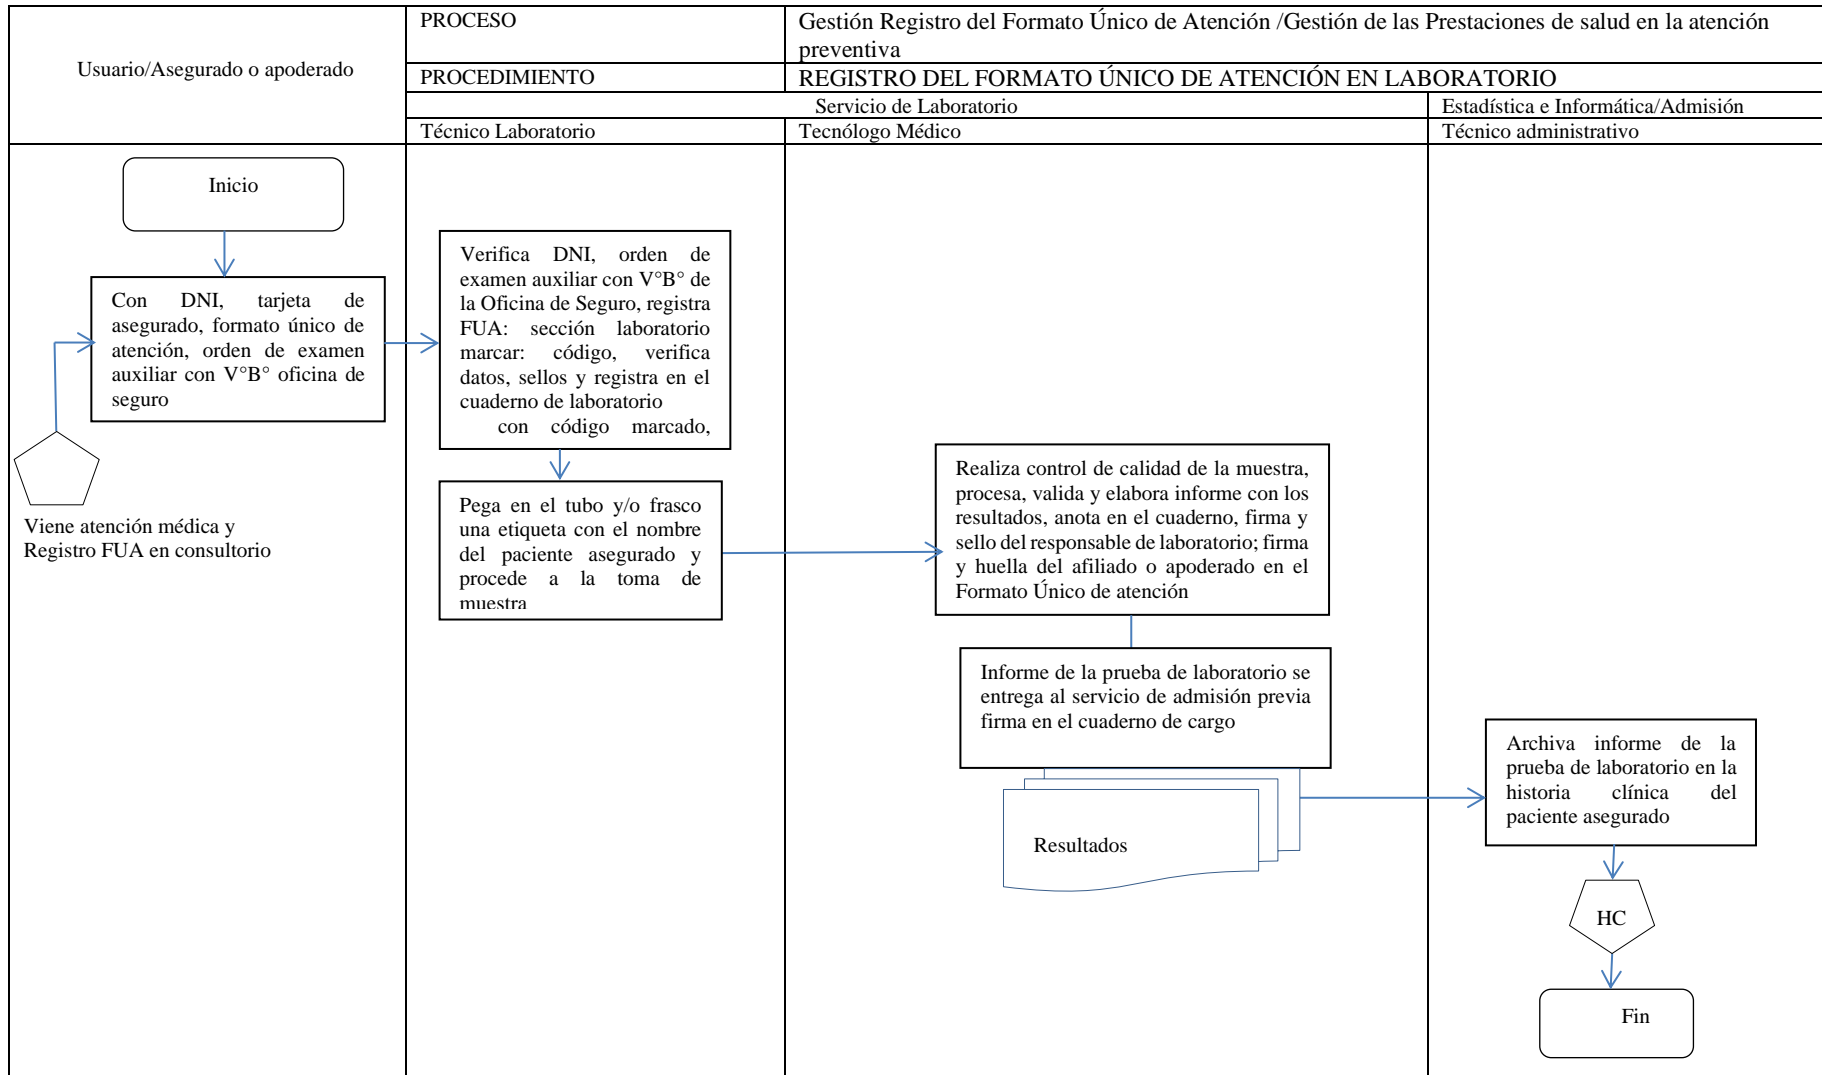 Usuario/Asegurado o apoderado
PROCESO
Gestión Registro del Formato Único de Atención /Gestión de las Prestaciones de salud en la atención
preventiva
PROCEDIMIENTO
REGISTRO DEL FORMATO ÚNICO DE ATENCIÓN EN LABORATORIO
Servicio de Laboratorio
Estadística e Informática/Admisión
Técnico Laboratorio
Tecnólogo Médico
Técnico administrativo
Inicio
Con DNI, tarjeta de
asegurado, formato único de
atención, orden de examen
auxiliar con V°B° oficina de
seguro
Viene atención médica y
Registro FUA en consultorio
Verifica DNI, orden de
examen auxiliar con V°B° de
la Oficina de Seguro, registra
FUA: sección laboratorio
marcar: código, verifica
datos, sellos y registra en el
cuaderno de laboratorio
con código marcado,
Pega en el tubo y/o frasco
una etiqueta con el nombre
del paciente asegurado y
procede a la toma de
muestra
Realiza control de calidad de la muestra,
procesa, valida y elabora informe con los
resultados, anota en el cuaderno, firma y
sello del responsable de laboratorio; firma
y huella del afiliado o apoderado en el
Formato Único de atención
Informe de la prueba de laboratorio se
entrega al servicio de admisión previa
firma en el cuaderno de cargo
Resultados
Archiva informe de la
prueba de laboratorio en la
historia clínica del
paciente asegurado
HC
Fin